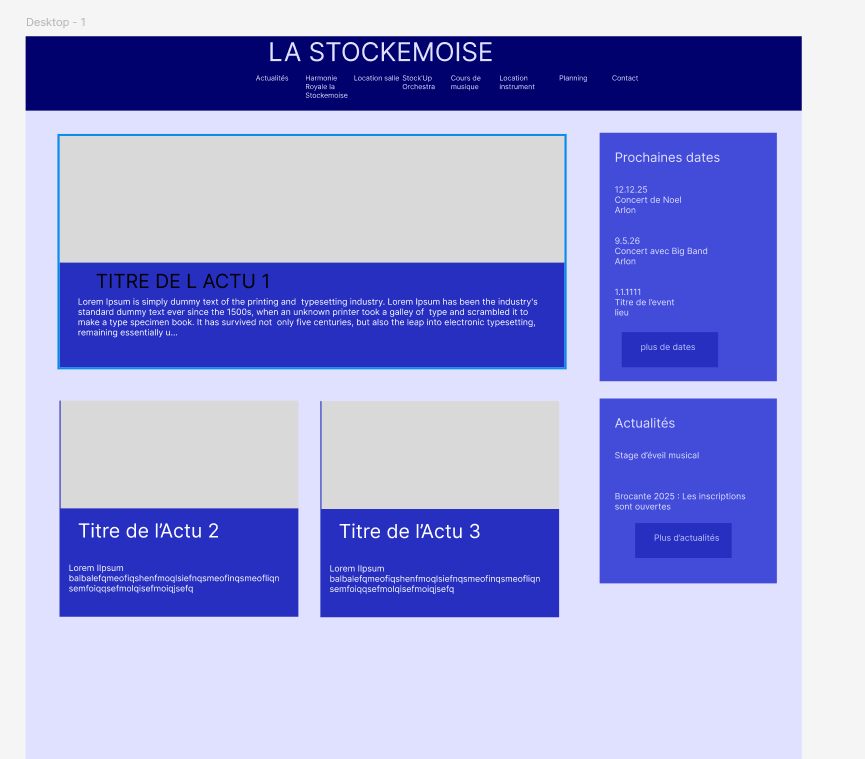 Desktop - 1
LA STOCKEMOISE
Actualités
Harmonie
Royale la
Stockemoise
Location salle
Stock'Up
Orchestra
Cours de
musique
Location
instrument
Planning
Contact
TITRE DE L ACTU 1
Lorem Ipsum is simply dummy text of the printing and typesetting industry. Lorem Ipsum has been the industry's
standard dummy text ever since the 1500s, when an unknown printer took a galley of type and scrambled it to
make a type specimen book. It has survived not only five centuries, but also the leap into electronic typesetting,
remaining essentially u...
Titre de l'Actu 2
Lorem IIpsum
balbalefqmeofiqshenfmoqlsiefnqsmeofinqsmeofliqn
semfoiqqsefmolqisefmoiqjsefq
Titre de l'Actu 3
Lorem IIpsum
balbalefqmeofiqshenfmoqlsiefnqsmeofinqsmeofliqn
semfoiqqsefmolqisefmoiqjsefq
Prochaines dates
12.12.25
Concert de Noel
Arlon
9.5.26
Concert avec Big Band
Arlon
1.1.1111
Titre de l'event
lieu
plus de dates
Actualités
Stage d'éveil musical
Brocante 2025 : Les inscriptions
sont ouvertes
Plus d'actualités